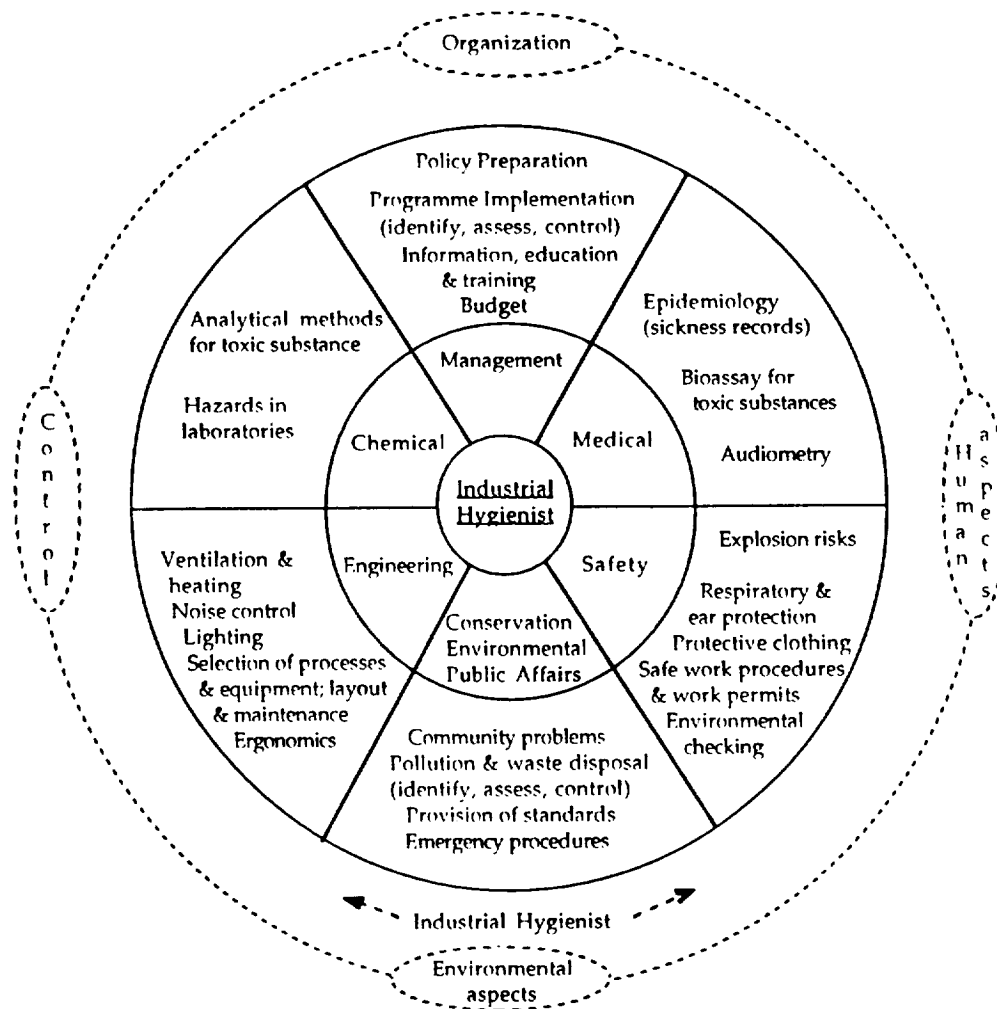 Organization
Policy Preparation
Programme Implementation
(identify, assess, control)
Information, education
& training
Budget
Management
Epidemiology
(sickness records)
Bioassay for
toxic substances
Audiometry
Medical
Human
aspects
Explosion risks
Respiratory &
ear protection
Protective clothing
Safe work procedures
& work permits
Environmental
checking
Safety
Conservation
Environmental
Public Affairs
Community problems
Pollution & waste disposal
(identify, assess, control)
Provision of standards
Emergency procedures
Engineering
Ventilation &
heating
Noise control
Lighting
Selection of processes
& equipment; layout
& maintenance
Ergonomics
Control
Chemical
Analytical methods
for toxic substance
Hazards in
laboratories
Industrial
Hygienist
Industrial Hygienist
Environmental
aspects